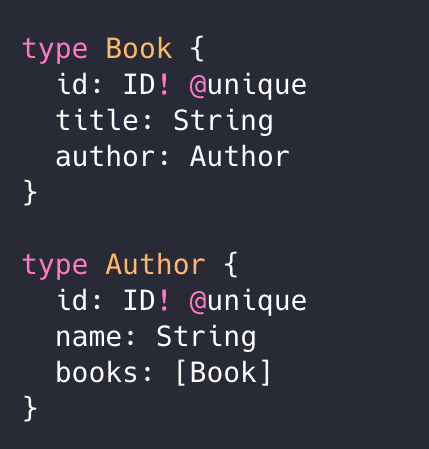 type Book {
  id: ID! @unique
  title: String
  author: Author
}

type Author {
  id: ID! @unique
  name: String
  books: [Book]
}